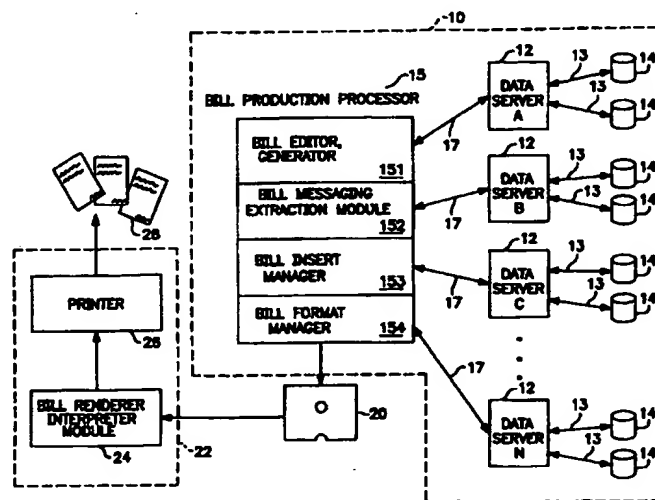 10
15
BILL PRODUCTION PROCESSOR
BILL EDITOR,
GENERATOR
151
BILL MESSAGING
EXTRACTION MODULE
152
BILL INSERT
MANAGER
153
BILL FORMAT
MANAGER
154
17
17
17
17
12
DATA
SERVER
A
13
13
14
14
12
DATA
SERVER
B
13
13
14
14
12
DATA
SERVER
C
13
13
14
14
12
DATA
SERVER
N
13
13
14
14
20
28
PRINTER
26
BILL RENDERER
INTERPRETER
MODULE
24
22